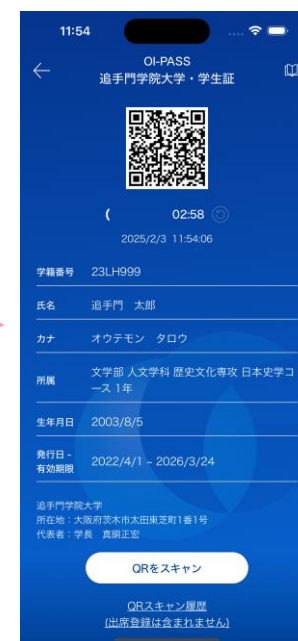 11:54
OI-PASS
追手門学院大学・学生証
02:58
2025/2/3 11:54:06
学籍番号 23LH999
氏名 追手門 太郎
カナ オウテモン タロウ
所属 文学部 人文学科 歴史文化専攻 日本史学コ
ース 1年
生年月日 2003/8/5
発行日 -
有効期限 2022/4/1 ~ 2026/3/24
追手門学院大学
所在地：大阪府茨木市太田東芝町1番1号
代表者：学長 真銅正宏
QRをスキャン
QRスキャン履歴
(出席登録は含まれません)